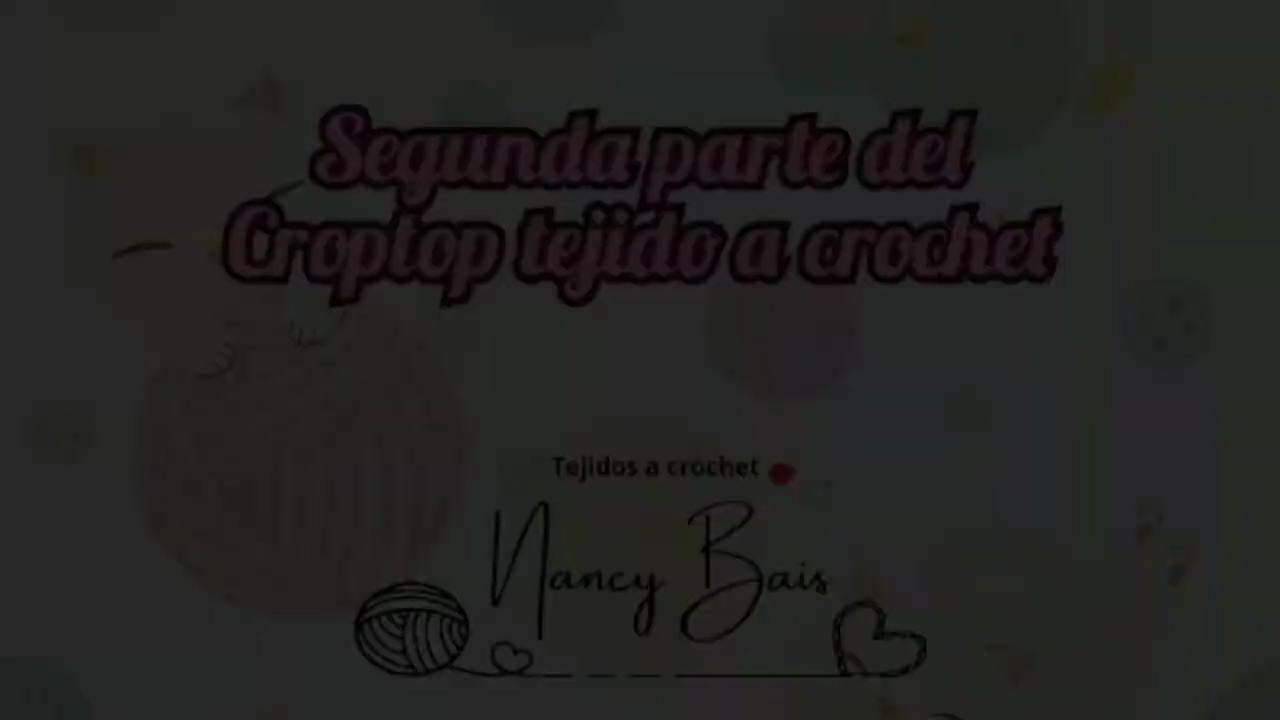 Segunda parte del
Croptop tejido a crochet
Tejidos a crochet
Nancy Bais